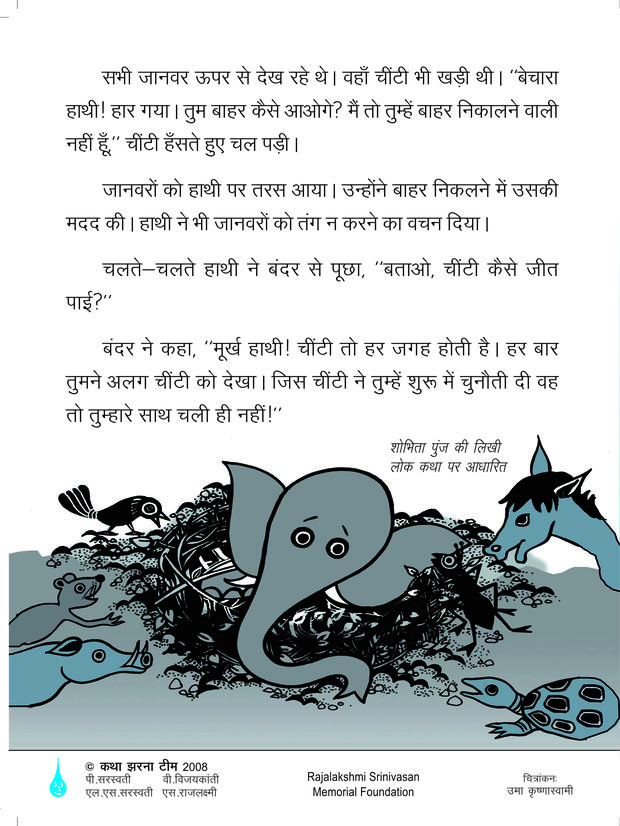 सभी जानवर ऊपर से देख रहे थे। वहाँ चींटी भी खड़ी थी। "बेचारा
हाथी! हार गया। तुम बाहर कैसे आओगे? मैं तो तुम्हें बाहर निकालने वाली
नहीं हूँ," चींटी हँसते हुए चल पड़ी।
जानवरों को हाथी पर तरस आया। उन्होंने बाहर निकलने में उसकी
मदद की। हाथी ने भी जानवरों को तंग न करने का वचन दिया।
चलते–चलते हाथी ने बंदर से पूछा, "बताओ, चींटी कैसे जीत
पाई?"
बंदर ने कहा, "मूर्ख हाथी! चींटी तो हर जगह होती है। हर बार
तुमने अलग चींटी को देखा। जिस चींटी ने तुम्हें शुरू में चुनौती दी वह
तो तुम्हारे साथ चली ही नहीं!"
शोभिता पुंज की लिखी
लोक कथा पर आधारित
© कथा झरना टीम 2008
पी.सरस्वती वी.विजयकांती
एल.एस.सरस्वती एस.राजलक्ष्मी
Rajalakshmi Srinivasan
Memorial Foundation
चित्रांकनः
उमा कृष्णास्वामी